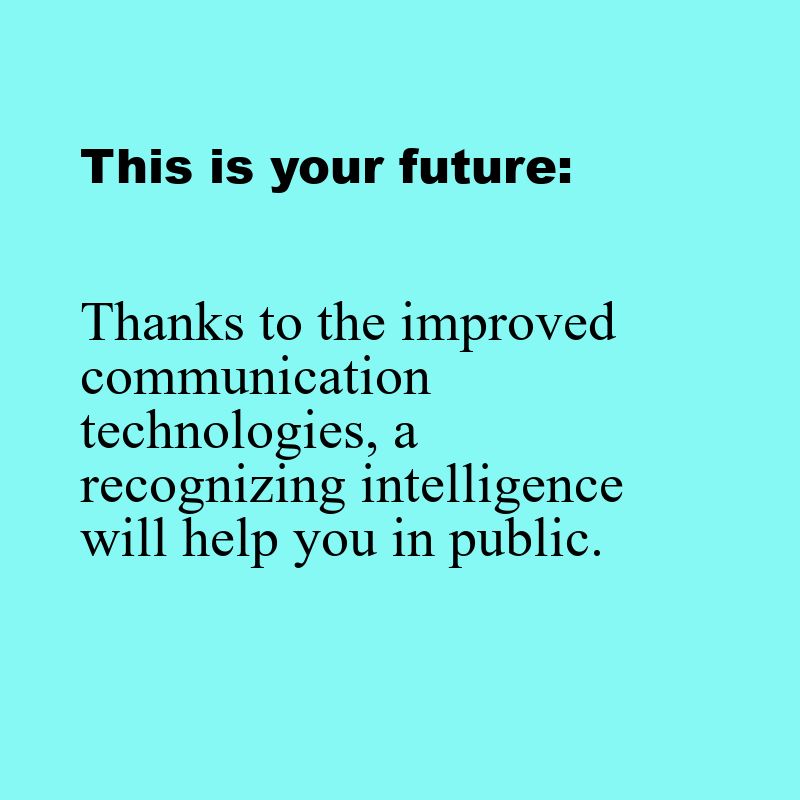 This is your future:
Thanks to the improved
communication
technologies, a
recognizing intelligence
will help you in public.